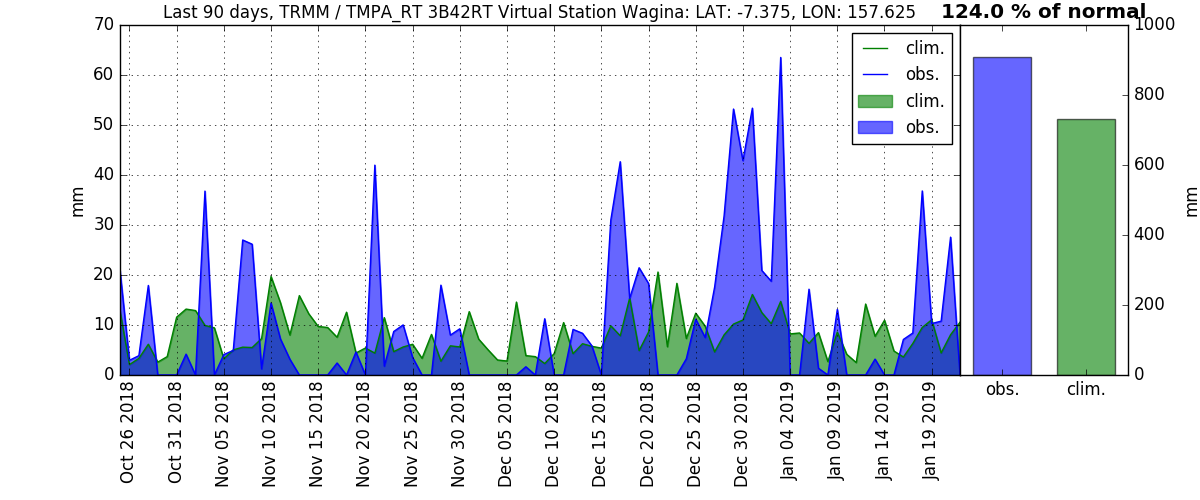 Last 90 days, TRMM / TMPA_RT 3B42RT Virtual Station Wagina: LAT: -7.375, LON: 157.625
124.0 % of normal
70
60
50
40
30
20
10
0
mm
clim.
obs.
clim.
obs.
Oct 26 2018
Oct 31 2018
Nov 05 2018
Nov 10 2018
Nov 15 2018
Nov 20 2018
Nov 25 2018
Nov 30 2018
Dec 05 2018
Dec 10 2018
Dec 15 2018
Dec 20 2018
Dec 25 2018
Dec 30 2018
Jan 04 2019
Jan 09 2019
Jan 14 2019
Jan 19 2019
1000
800
600
400
200
0
mm
obs.
clim.